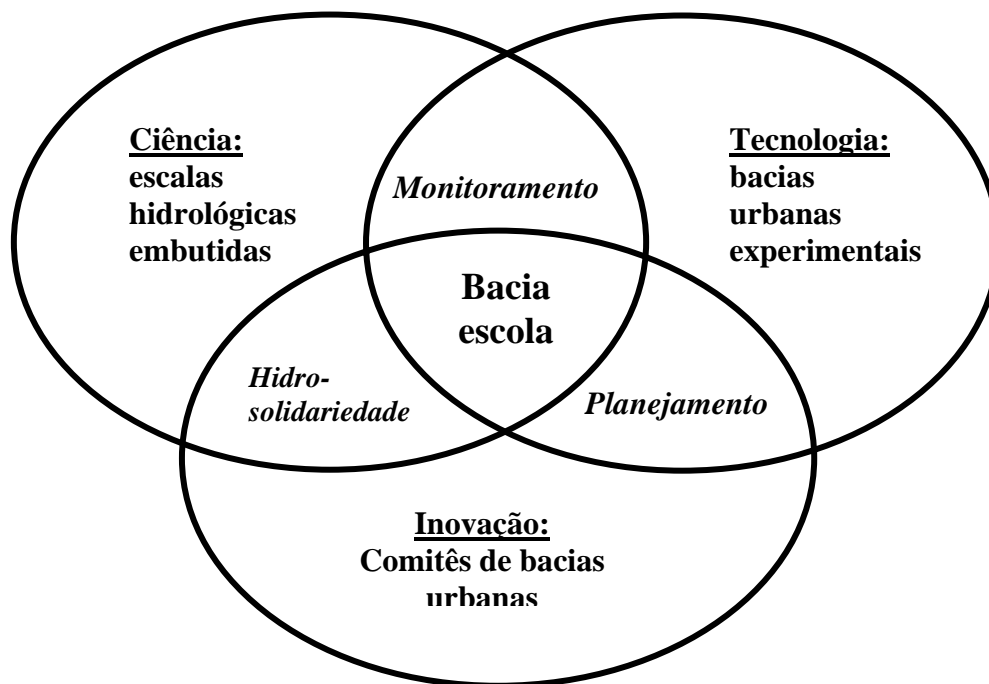 Ciência:
escalas
hidrológicas
embutidas
Monitoramento
Tecnologia:
bacias
urbanas
experimentais
Bacia
escola
Hidro-
solidariedade
Planejamento
Inovação:
Comitês de bacias
urbanas